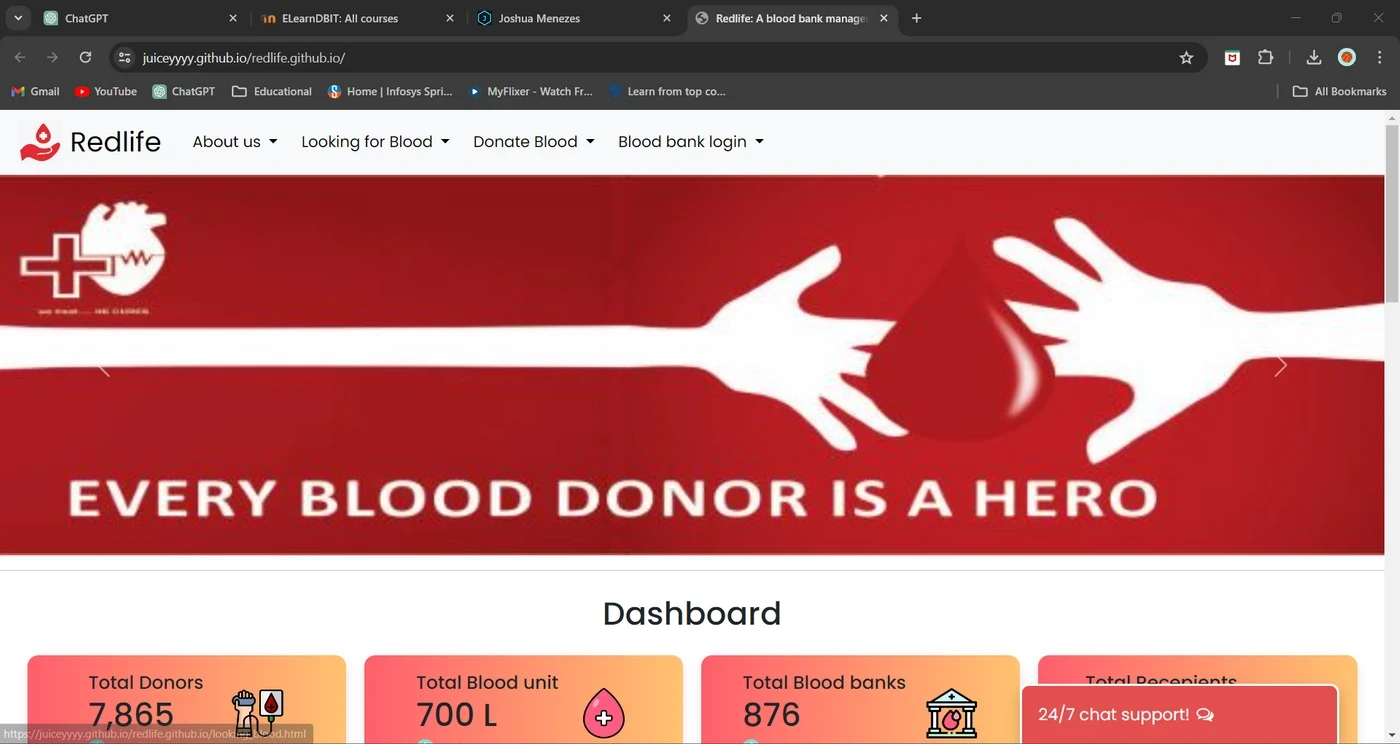 ChatGPT
ELearnDBIT: All courses
Joshua Menezes
Redlife: A blood bank manage
juiceyyyy.github.io/redlife.github.io/
Gmail
YouTube
ChatGPT
Educational
Home | Infosys Spri...
MyFlixer - Watch Fr...
Learn from top co...
All Bookmarks
Redlife
About us
Looking for Blood
Donate Blood
Blood bank login
EVERY BLOOD DONOR IS A HERO
Dashboard
Total Donors
7,865
Total Blood unit
700 L
Total Blood banks
876
Total Recepients
24/7 chat support!
https://juiceyyyy.github.io/redlife.github.io/looking-blood.html